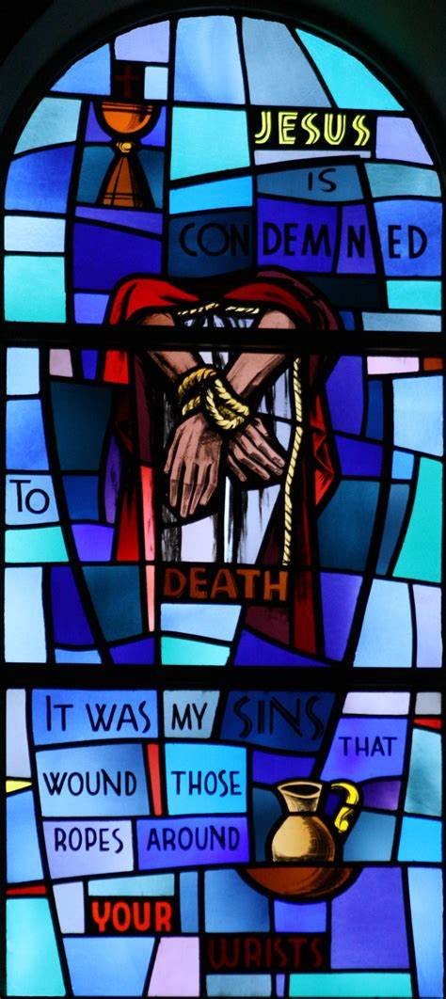 JESUS
IS
CONDEMNED
TO
DEATH
IT WAS MY SINS
THAT
WOUND THOSE
ROPES AROUND
YOUR
WRISTS